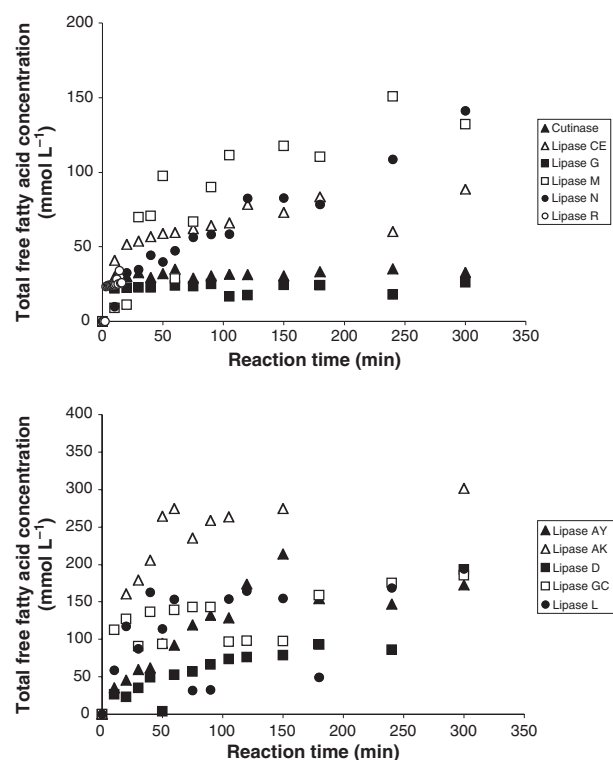 200
150
100
50
0
0 50 100 150 200 250 300 350
Total free fatty acid concentration
(mmol L⁻¹)
Reaction time (min)
Cutinase
Lipase CE
Lipase G
Lipase M
Lipase N
Lipase R
400
350
300
250
200
150
100
50
0
0 50 100 150 200 250 300 350
Total free fatty acid concentration
(mmol L⁻¹)
Reaction time (min)
Lipase AY
Lipase AK
Lipase D
Lipase GC
Lipase L